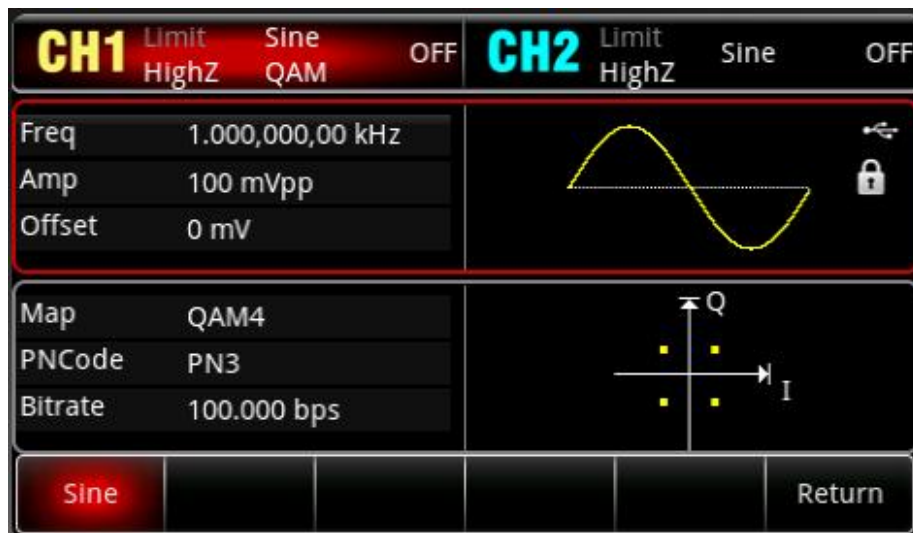 CH1 Limit Sine OFF CH2 Limit Sine OFF
HighZ QAM HighZ
Freq 1.000,000,00 kHz
Amp 100 mVpp
Offset 0 mV
Map QAM4
PNCode PN3
Bitrate 100.000 bps
Q
I
Sine Return